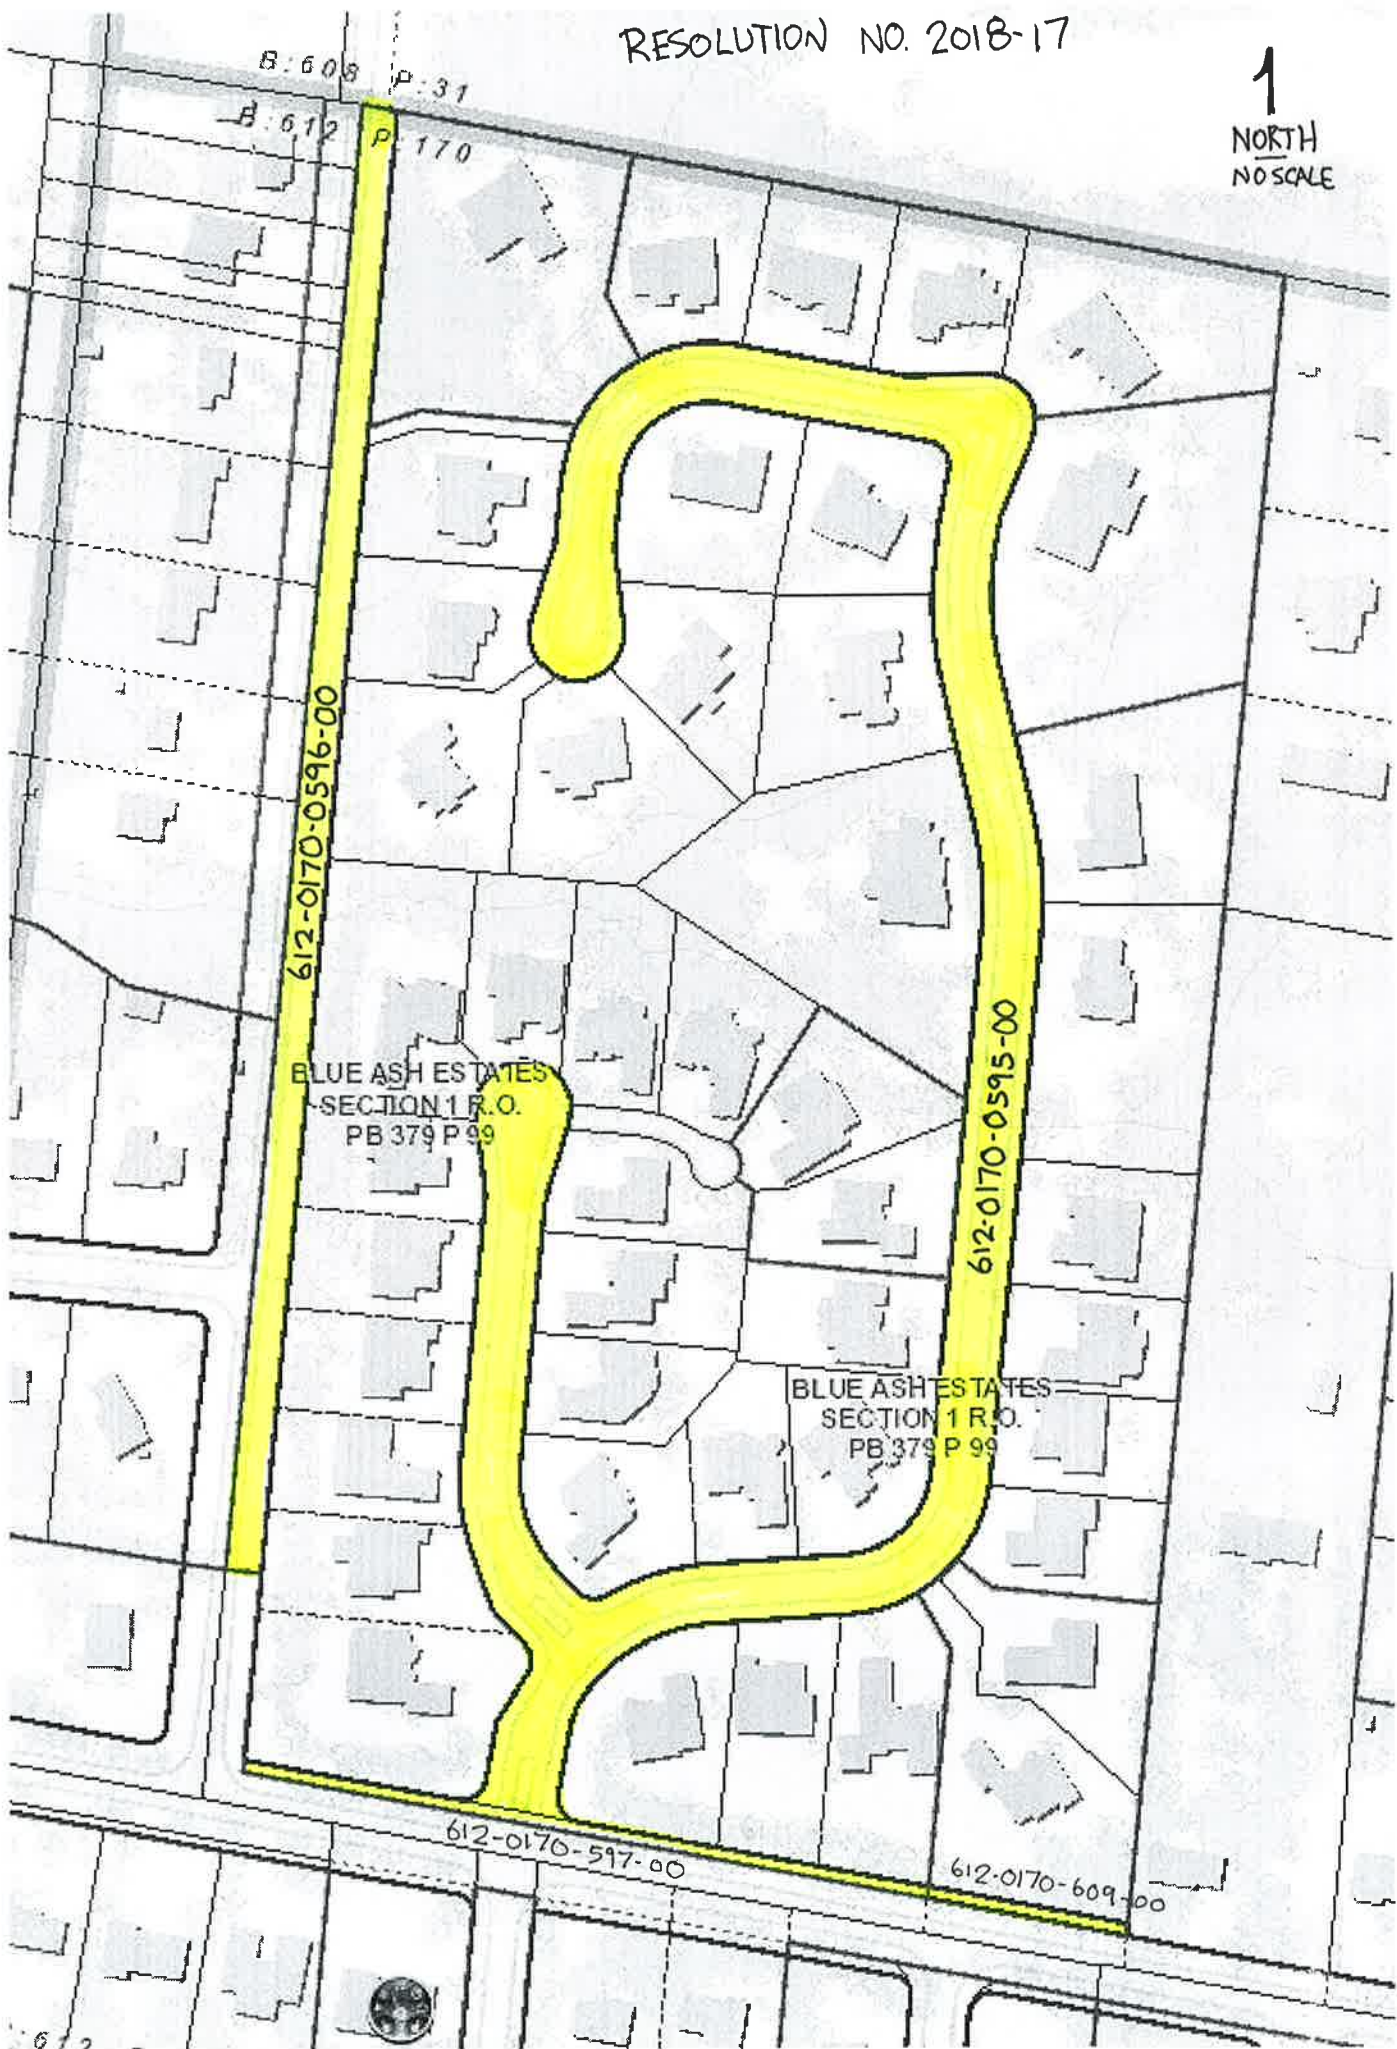 RESOLUTION NO. 2018-17
1
NORTH
NO SCALE
B:608 P:31
B:612 P:170
612-0170-0596-00
612-0170-0595-00
BLUE ASH ESTATES
SECTION 1 R.O.
PB 379 P 99
BLUE ASH ESTATES
SECTION 1 R.O.
PB 379 P 99
612-0170-597-00
612-0170-609-00
:612